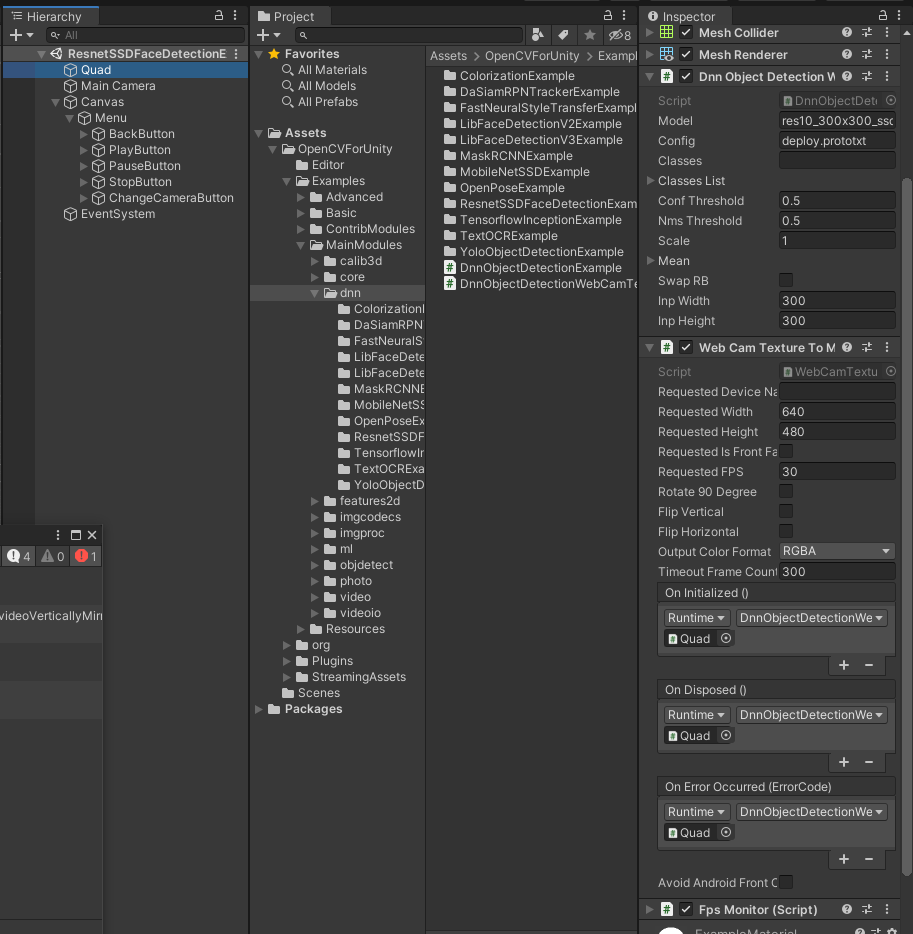 Hierarchy
All
ResnetSSDFaceDetectionE
Quad
Main Camera
Canvas
Menu
BackButton
PlayButton
PauseButton
StopButton
ChangeCameraButton
EventSystem
4
0
1
videoVerticallyMirr
Project
8
Favorites
All Materials
All Models
All Prefabs
Assets
OpenCVForUnity
Editor
Examples
Advanced
Basic
ContribModules
MainModules
calib3d
core
dnn
Colorization
DaSiamRPN
FastNeuralS
LibFaceDete
LibFaceDete
MaskRCNNE
MobileNetSS
OpenPoseEx
ResnetSSDF
TensorflowIn
TextOCRExa
YoloObjectD
features2d
imgcodecs
imgproc
ml
objdetect
photo
video
videoio
Resources
org
Plugins
StreamingAssets
Scenes
Packages
Assets > OpenCVForUnity > Exampl
ColorizationExample
DaSiamRPNTrackerExample
FastNeuralStyleTransferExampl
LibFaceDetectionV2Example
LibFaceDetectionV3Example
MaskRCNNExample
MobileNetSSDExample
OpenPoseExample
ResnetSSDFaceDetectionExam
TensorflowInceptionExample
TextOCRExample
YoloObjectDetectionExample
DnnObjectDetectionExample
DnnObjectDetectionWebCamTe
Inspector
Mesh Collider
Mesh Renderer
Dnn Object Detection W
Script DnnObjectDete
Model res10_300x300_ssd
Config deploy.prototxt
Classes
Classes List
Conf Threshold 0.5
Nms Threshold 0.5
Scale 1
Mean
Swap RB
Inp Width 300
Inp Height 300
Web Cam Texture To M
Script WebCamTextu
Requested Device Na
Requested Width 640
Requested Height 480
Requested Is Front Fa
Requested FPS 30
Rotate 90 Degree
Flip Vertical
Flip Horizontal
Output Color Format RGBA
Timeout Frame Count 300
On Initialized ()
Runtime DnnObjectDetectionWe
Quad
On Disposed ()
Runtime DnnObjectDetectionWe
Quad
On Error Occurred (ErrorCode)
Runtime DnnObjectDetectionWe
Quad
Avoid Android Front C
Fps Monitor (Script)
ExampleMaterial